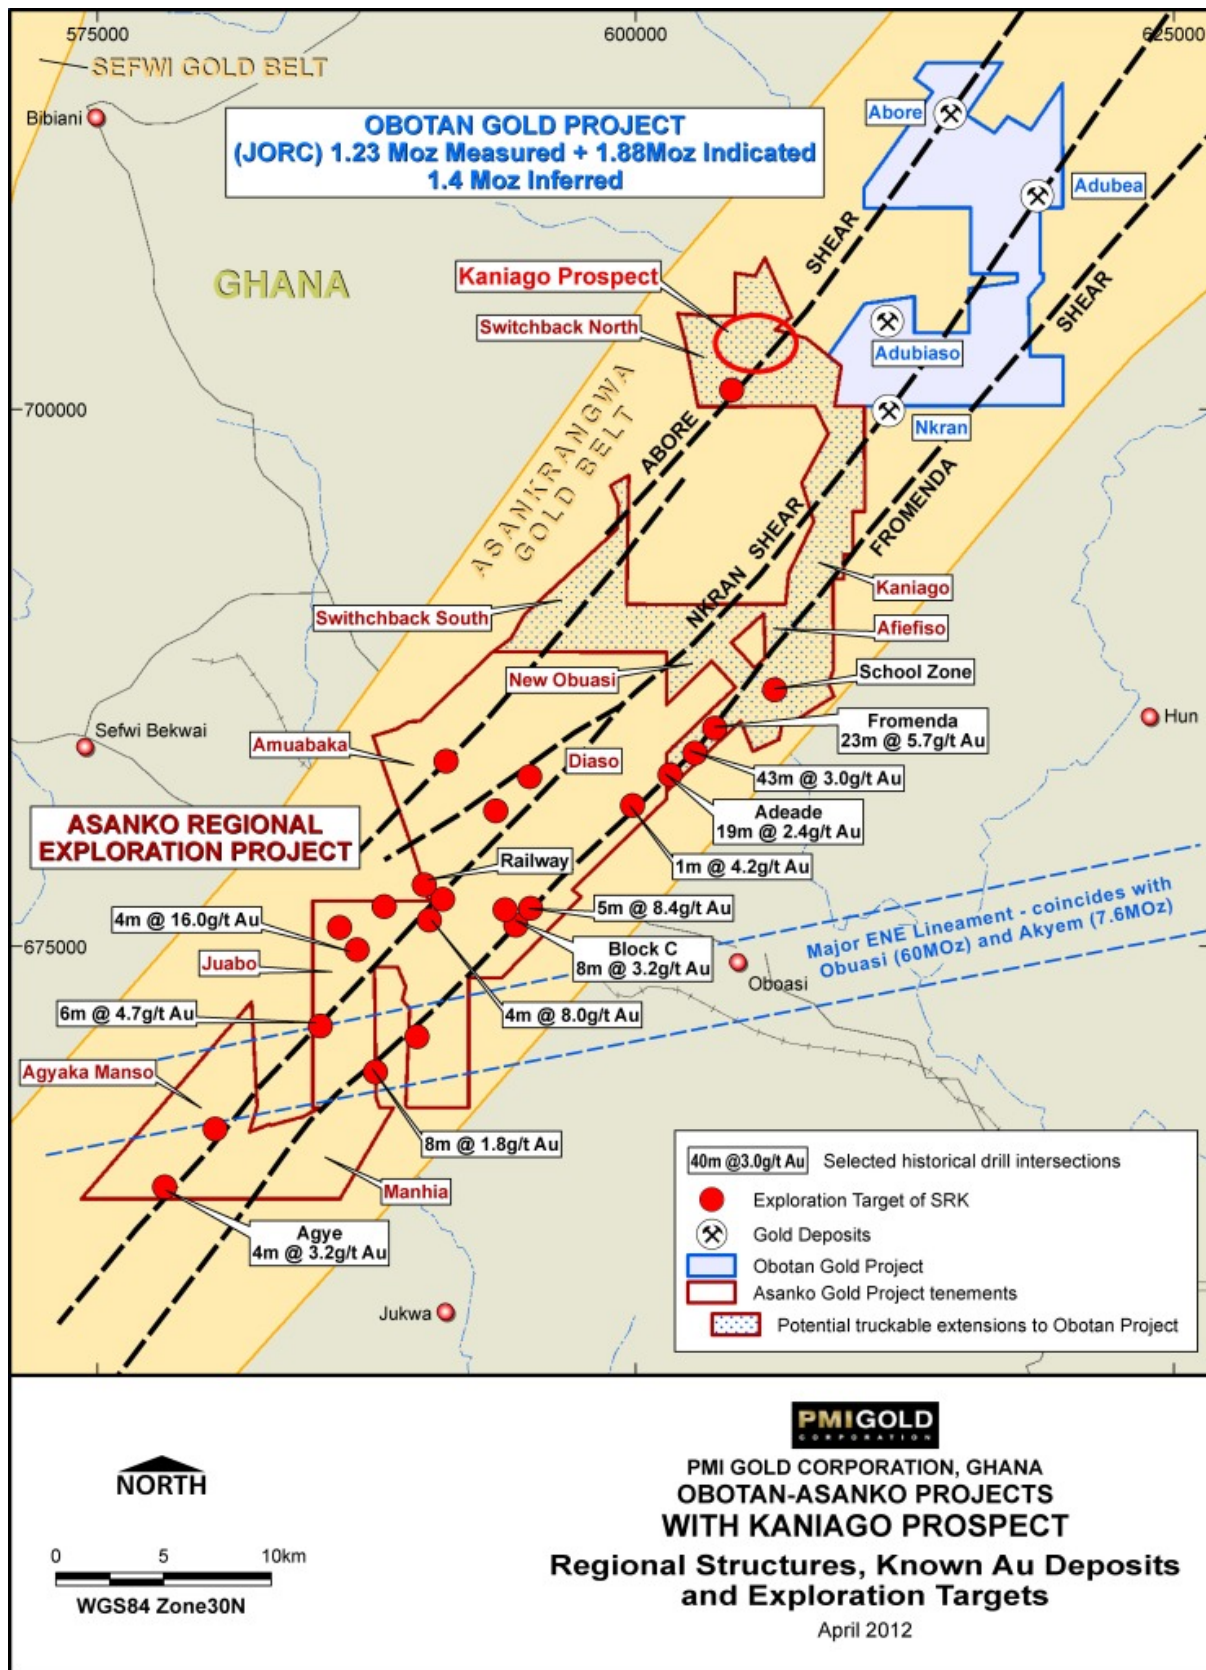 575000
600000
625000
SEFWI GOLD BELT
Bibiani
OBOTAN GOLD PROJECT
(JORC) 1.23 Moz Measured + 1.88Moz Indicated
1.4 Moz Inferred
Abore
Adubea
GHANA
SHEAR
SHEAR
Kaniago Prospect
Switchback North
Adubiaso
Nkran
700000
ASANKRANGWA
GOLD BELT
ABORE
NKRAN SHEAR
FROMENDA
Kaniago
Swithchback South
Afiefiso
New Obuasi
School Zone
Sefwi Bekwai
Hun
Amuabaka
Diaso
Fromenda
23m @ 5.7g/t Au
43m @ 3.0g/t Au
ASANKO REGIONAL
EXPLORATION PROJECT
Adeade
19m @ 2.4g/t Au
Railway
1m @ 4.2g/t Au
4m @ 16.0g/t Au
5m @ 8.4g/t Au
Major ENE Lineament - coincides with
Obuasi (60MOz) and Akyem (7.6MOz)
675000
Juabo
Block C
8m @ 3.2g/t Au
Oboasi
6m @ 4.7g/t Au
4m @ 8.0g/t Au
Agyaka Manso
8m @ 1.8g/t Au
Manhia
Agye
4m @ 3.2g/t Au
Jukwa
40m @3.0g/t Au Selected historical drill intersections
Exploration Target of SRK
Gold Deposits
Obotan Gold Project
Asanko Gold Project tenements
Potential truckable extensions to Obotan Project
NORTH
0 5 10km
WGS84 Zone30N
PMI GOLD
CORPORATION
PMI GOLD CORPORATION, GHANA
OBOTAN-ASANKO PROJECTS
WITH KANIAGO PROSPECT
Regional Structures, Known Au Deposits
and Exploration Targets
April 2012